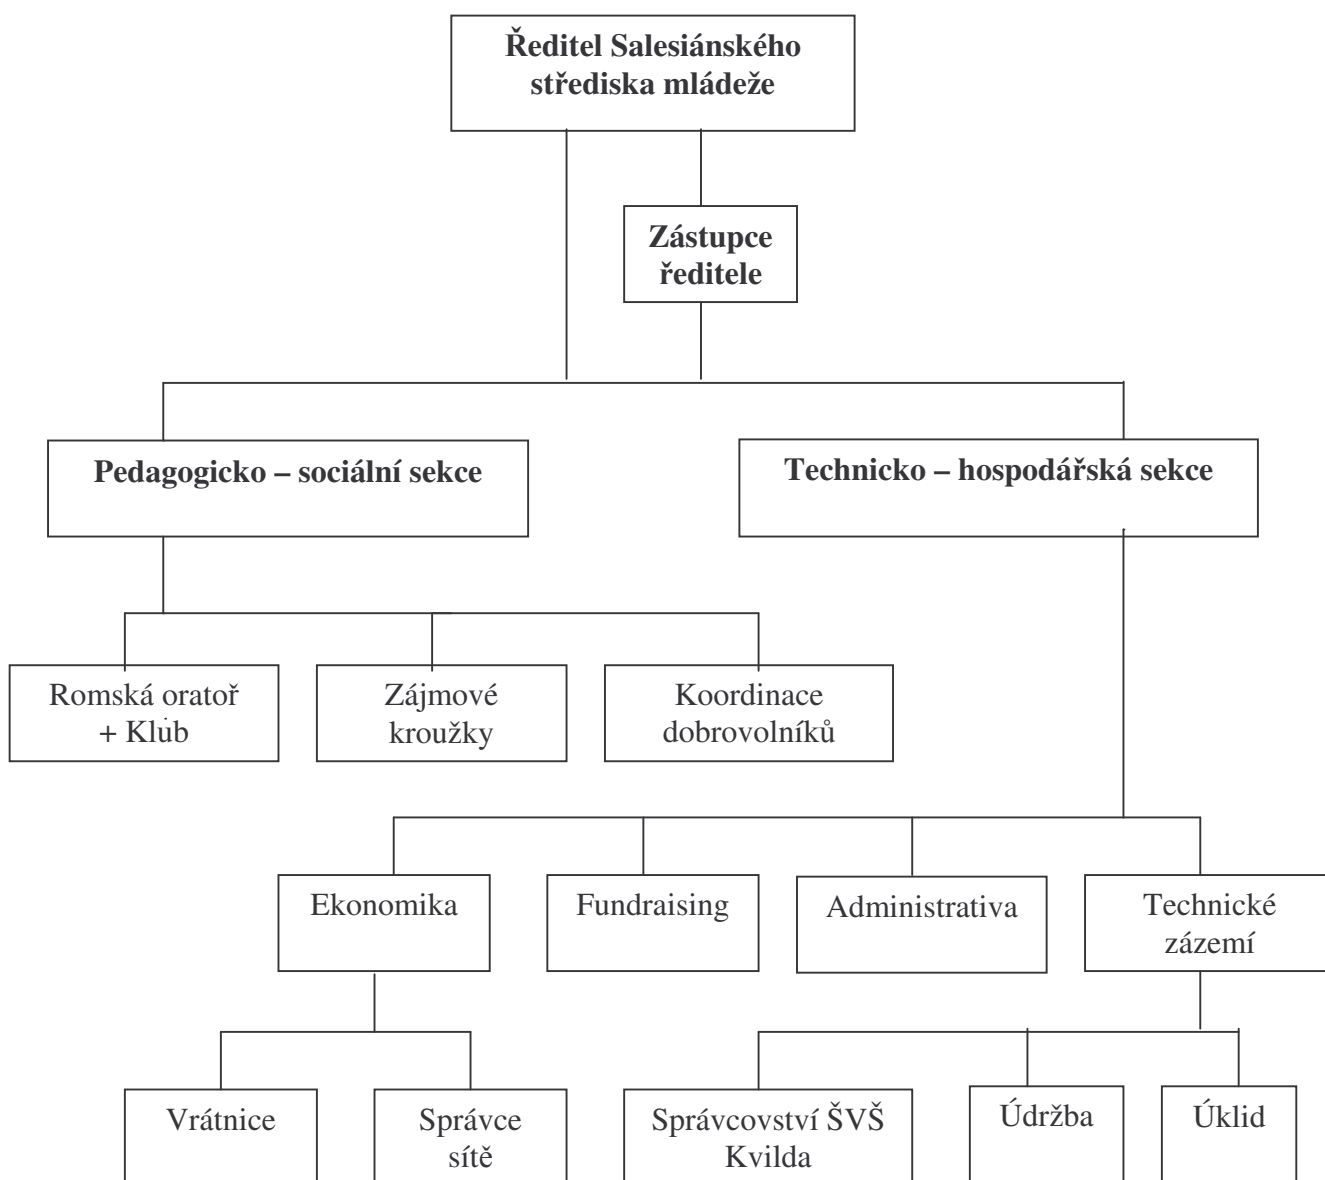 Ředitel Salesiánského
střediska mládeže
Zástupce
ředitele
Pedagogicko – sociální sekce
Technicko – hospodářská sekce
Romská oratoř
+ Klub
Zájmové
kroužky
Koordinace
dobrovolníků
Ekonomika
Fundraising
Administrativa
Technické
zázemí
Vrátnice
Správce
sítě
Správcovství ŠVŠ
Kvilda
Údržba
Úklid